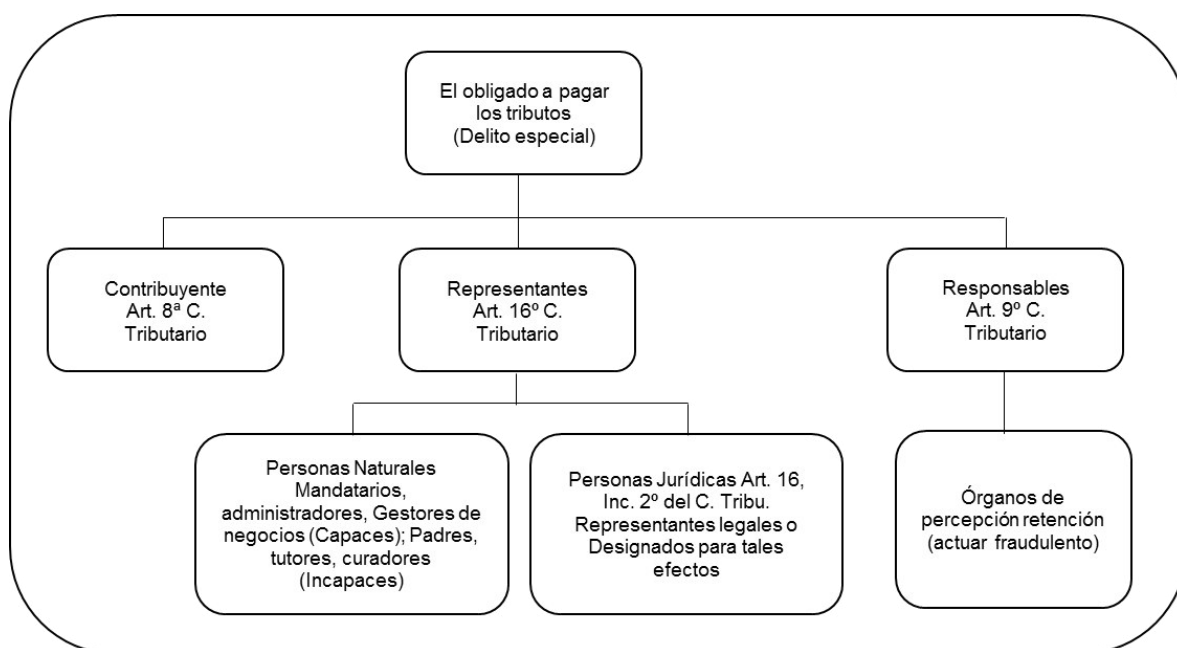 El obligado a pagar
los tributos
(Delito especial)
Contribuyente
Art. 8ª C.
Tributario
Representantes
Art. 16º C.
Tributario
Responsables
Art. 9º C.
Tributario
Personas Naturales
Mandatarios,
administradores, Gestores de
negocios (Capaces); Padres,
tutores, curadores
(Incapaces)
Personas Jurídicas Art. 16,
Inc. 2º del C. Tribu.
Representantes legales o
Designados para tales
efectos
Órganos de
percepción retención
(actuar fraudulento)